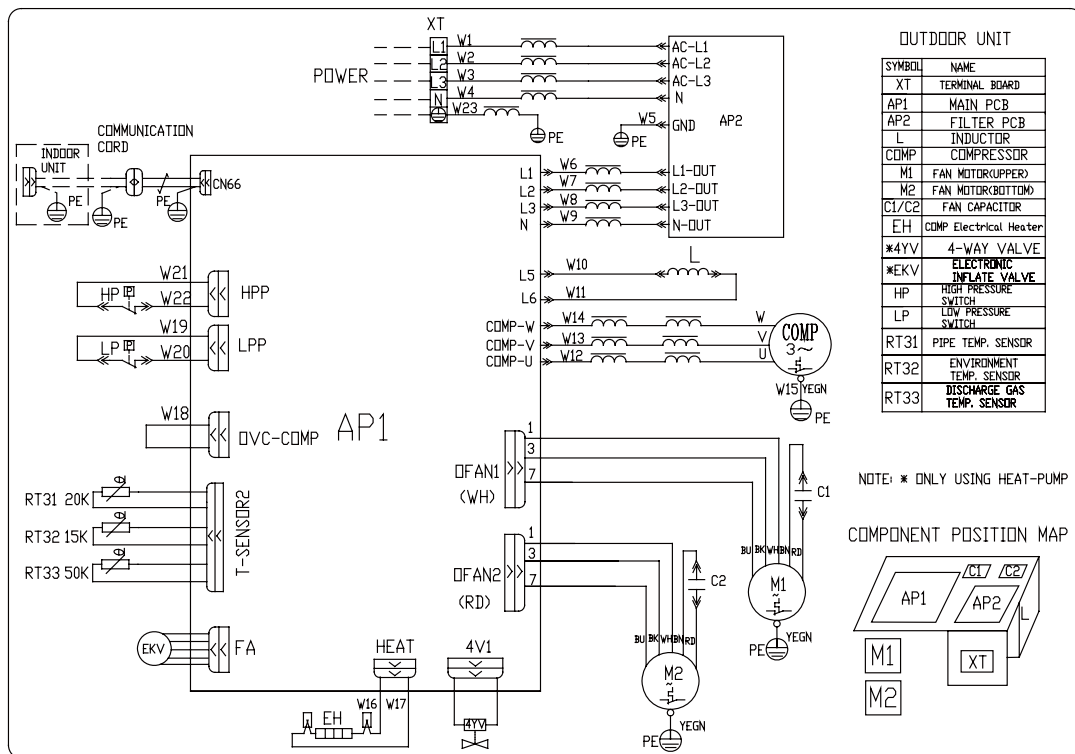 XT
POWER
L1 W1 AC-L1
L2 W2 AC-L2
L3 W3 AC-L3
N W4 N
W23 PE
PE W5 GND AP2
COMMUNICATION
CORD
INDOOR
UNIT
PE PE PE CN66
L1 W6 L1-OUT
L2 W7 L2-OUT
L3 W8 L3-OUT
N W9 N-OUT
L
L5 W10
L6 W11
W21
HP P W22 HPP
W19
LP P W20 LPP
COMP-W W14 W
COMP-V W13 V
COMP-U W12 U
COMP
3~
W15 YEGN
PE
W18
OVC-COMP
AP1
RT31 20K θ
RT32 15K θ
RT33 50K θ
T-SENSOR2
EKV FA
HEAT
4V1
W16 W17
EH
4YV
OFAN1
(WH)
1
3
7
OFAN2
(RD)
1
3
7
C1
BU BK WH BN RD
M1
~
YEGN
PE
C2
BU BK WH BN RD
M2
~
YEGN
PE
OUTDOOR UNIT
SYMBOL NAME
XT TERMINAL BOARD
AP1 MAIN PCB
AP2 FILTER PCB
L INDUCTOR
COMP COMPRESSOR
M1 FAN MOTOR(UPPER)
M2 FAN MOTOR(BOTTOM)
C1/C2 FAN CAPACITOR
EH COMP Electrical Heater
*4YV 4-WAY VALVE
*EKV ELECTRONIC
INFLATE VALVE
HP HIGH PRESSURE
SWITCH
LP LOW PRESSURE
SWITCH
RT31 PIPE TEMP. SENSOR
RT32 ENVIRONMENT
TEMP. SENSOR
RT33 DISCHARGE GAS
TEMP. SENSOR
NOTE: * ONLY USING HEAT-PUMP
COMPONENT POSITION MAP
C1 C2
AP1 AP2 L
M1 XT
M2